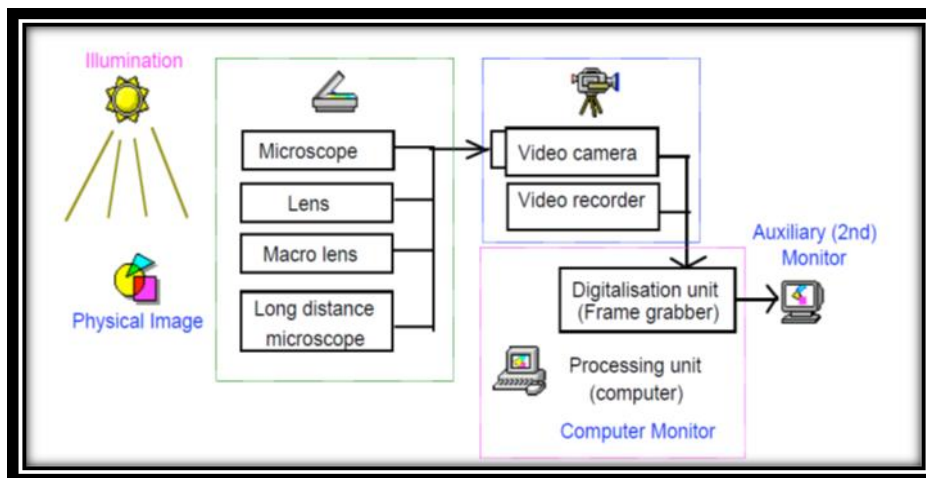 Illumination
Physical Image
Microscope
Lens
Macro lens
Long distance
microscope
Video camera
Video recorder
Digitalisation unit
(Frame grabber)
Processing unit
(computer)
Computer Monitor
Auxiliary (2nd)
Monitor